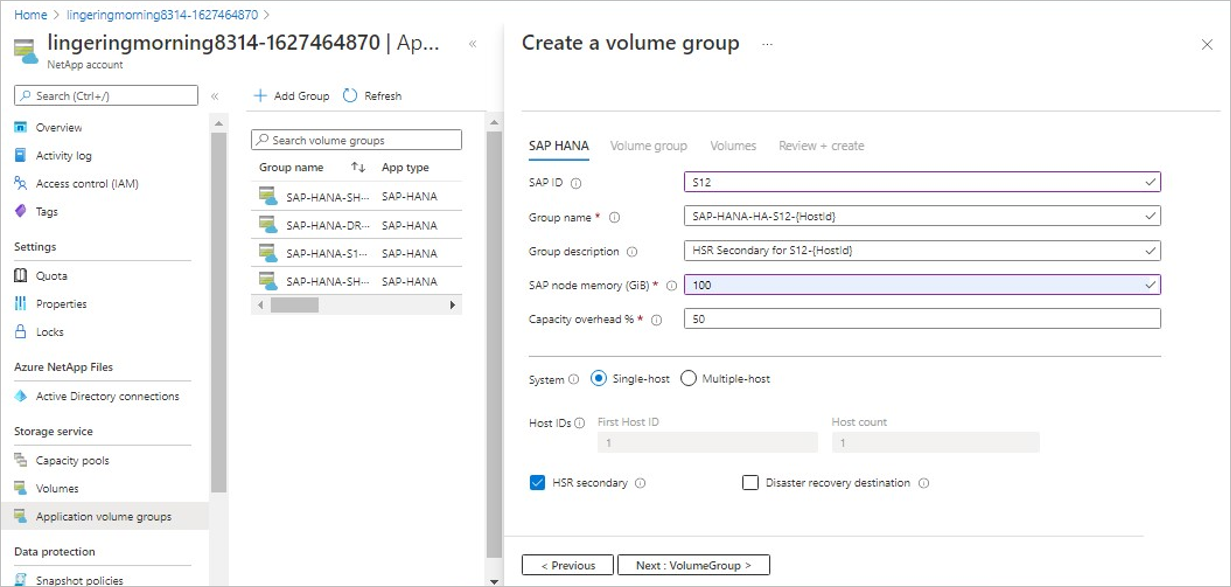 Home > lingeringmorning8314-1627464870 >
lingeringmorning8314-1627464870 | Ap...
«
NetApp account
Search (Ctrl+/)
«
Overview
Activity log
Access control (IAM)
Tags
Settings
Quota
Properties
Locks
Azure NetApp Files
Active Directory connections
Storage service
Capacity pools
Volumes
Application volume groups
Data protection
Snapshot policies
+ Add Group
Refresh
Search volume groups
Group name ↑↓ App type
SAP-HANA-SH... SAP-HANA
SAP-HANA-DR... SAP-HANA
SAP-HANA-S1... SAP-HANA
SAP-HANA-SH... SAP-HANA
Create a volume group ...
SAP HANA Volume group Volumes Review + create
SAP ID S12
Group name * SAP-HANA-HA-S12-{HostId}
Group description HSR Secondary for S12-{HostId}
SAP node memory (GiB) * 100
Capacity overhead % * 50
System Single-host Multiple-host
Host IDs First Host ID Host count
1 1
HSR secondary Disaster recovery destination
< Previous Next : VolumeGroup >